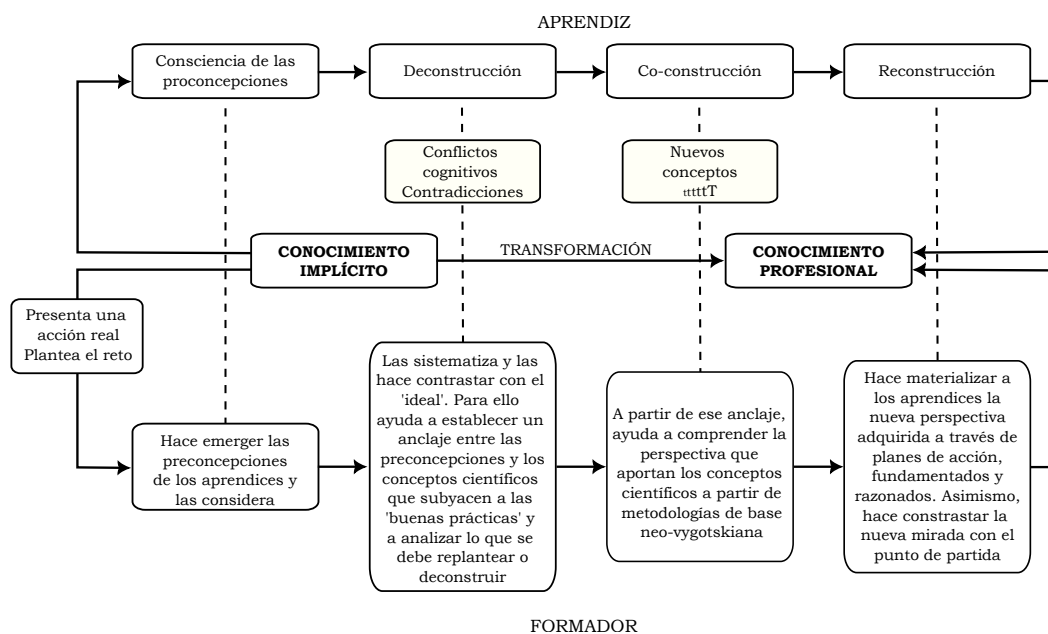 APRENDIZ
Consciencia de las
proconcepciones
Deconstrucción
Co-construcción
Reconstrucción
Conflictos
cognitivos
Contradicciones
Nuevos
conceptos
tttttT
CONOCIMIENTO
IMPLÍCITO
TRANSFORMACIÓN
CONOCIMIENTO
PROFESIONAL
Presenta una
acción real
Plantea el reto
Hace emerger las
preconcepciones
de los aprendices y
las considera
Las sistematiza y las
hace contrastar con el
'ideal'. Para ello
ayuda a establecer un
anclaje entre las
preconcepciones y los
conceptos científicos
que subyacen a las
'buenas prácticas' y
a analizar lo que se
debe replantear o
deconstruir
A partir de ese anclaje,
ayuda a comprender la
perspectiva que
aportan los conceptos
científicos a partir de
metodologías de base
neo-vygotskiana
Hace materializar a
los aprendices la
nueva perspectiva
adquirida a través de
planes de acción,
fundamentados y
razonados. Asimismo,
hace constrastar la
nueva mirada con el
punto de partida
FORMADOR